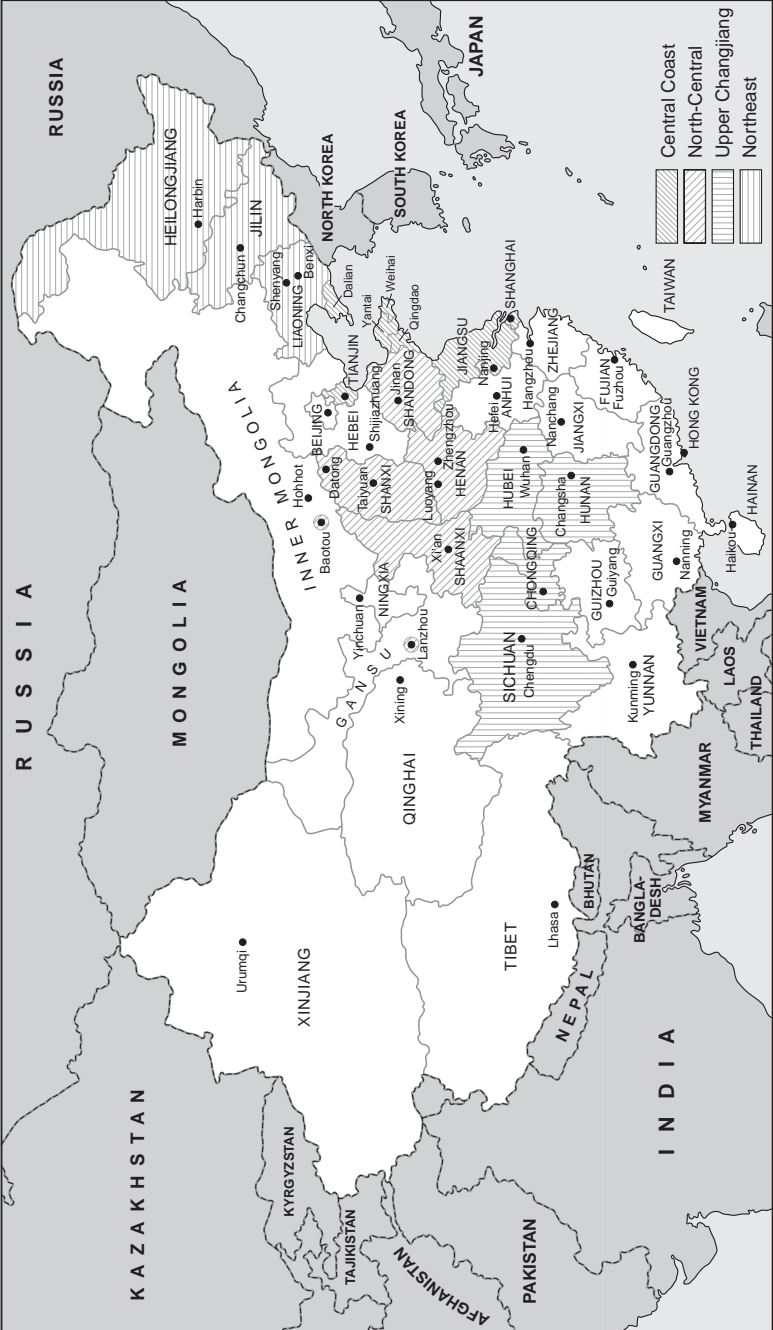 RUSSIA
RUSSIA
KAZAKHSTAN
MONGOLIA
KYRGYZSTAN
TAJIKISTAN
AFGHANISTAN
PAKISTAN
INDIA
NEPAL
BHUTAN
BANGLA-
DESH
MYANMAR
THAILAND
LAOS
VIETNAM
NORTH KOREA
SOUTH KOREA
JAPAN
TAIWAN
XINJIANG
Urumqi
TIBET
Lhasa
QINGHAI
Xining
GANSU
Lanzhou
NINGXIA
Yinchuan
INNER MONGOLIA
Baotou
Hohhot
HEILONGJIANG
Harbin
JILIN
Changchun
LIAONING
Shenyang
Benxi
Dalian
BEIJING
TIANJIN
HEBEI
Shijiazhuang
Datong
Taiyuan
SHANXI
Jinan
SHANDONG
Yantai
Weihai
Qingdao
Xi'an
SHAANXI
Luoyang
Zhengzhou
HENAN
JIANGSU
Nanjing
SHANGHAI
Hefei
ANHUI
Hangzhou
ZHEJIANG
HUBEI
Wuhan
CHONGQING
SICHUAN
Chengdu
Changsha
HUNAN
Nanchang
JIANGXI
FUJIAN
Fuzhou
GUIZHOU
Guiyang
Kunming
YUNNAN
GUANGXI
Nanning
GUANGDONG
Guangzhou
HONG KONG
Haikou
HAINAN
Central Coast
North-Central
Upper Changjiang
Northeast